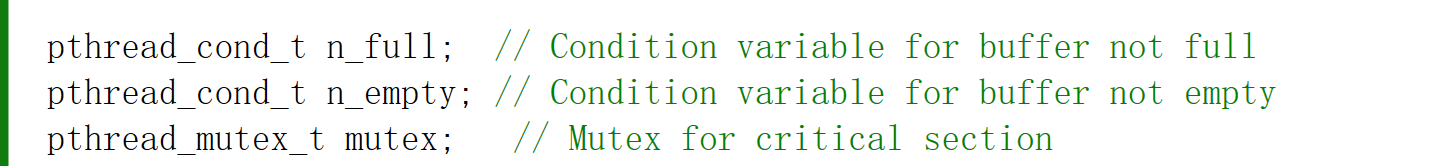 pthread_cond_t n_full;  // Condition variable for buffer not full
pthread_cond_t n_empty; // Condition variable for buffer not empty
pthread_mutex_t mutex;   // Mutex for critical section